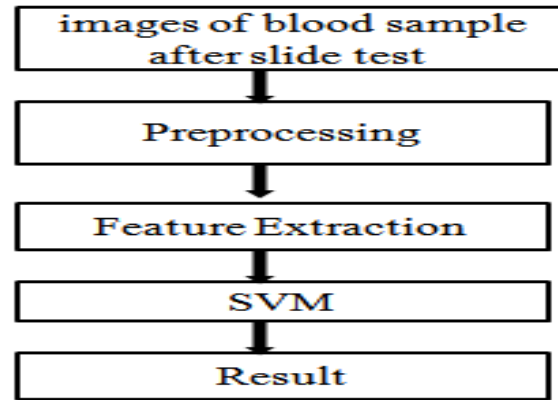 images of blood sample
after slide test
Preprocessing
Feature Extraction
SVM
Result